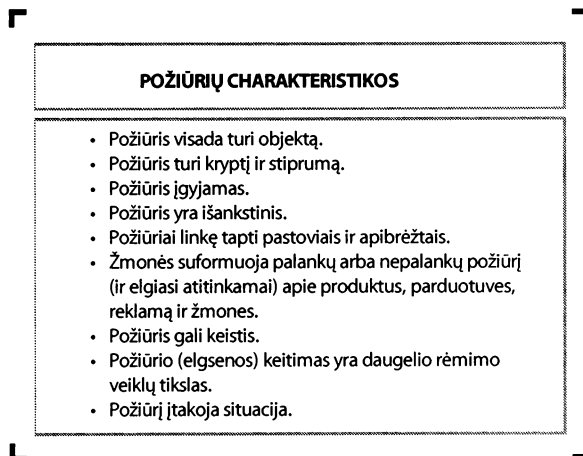 POŽIŪRIŲ CHARAKTERISTIKOS
• Požiūris visada turi objektą.
• Požiūris turi kryptį ir stiprumą.
• Požiūris įgyjamas.
• Požiūris yra išankstinis.
• Požiūriai linkę tapti pastoviais ir apibrėžtais.
• Žmonės suformuoja palankų arba nepalankų požiūrį
(ir elgiasi atitinkamai) apie produktus, parduotuves,
reklamą ir žmones.
• Požiūris gali keistis.
• Požiūrio (elgsenos) keitimas yra daugelio rėmimo
veiklų tikslas.
• Požiūrį įtakoja situacija.